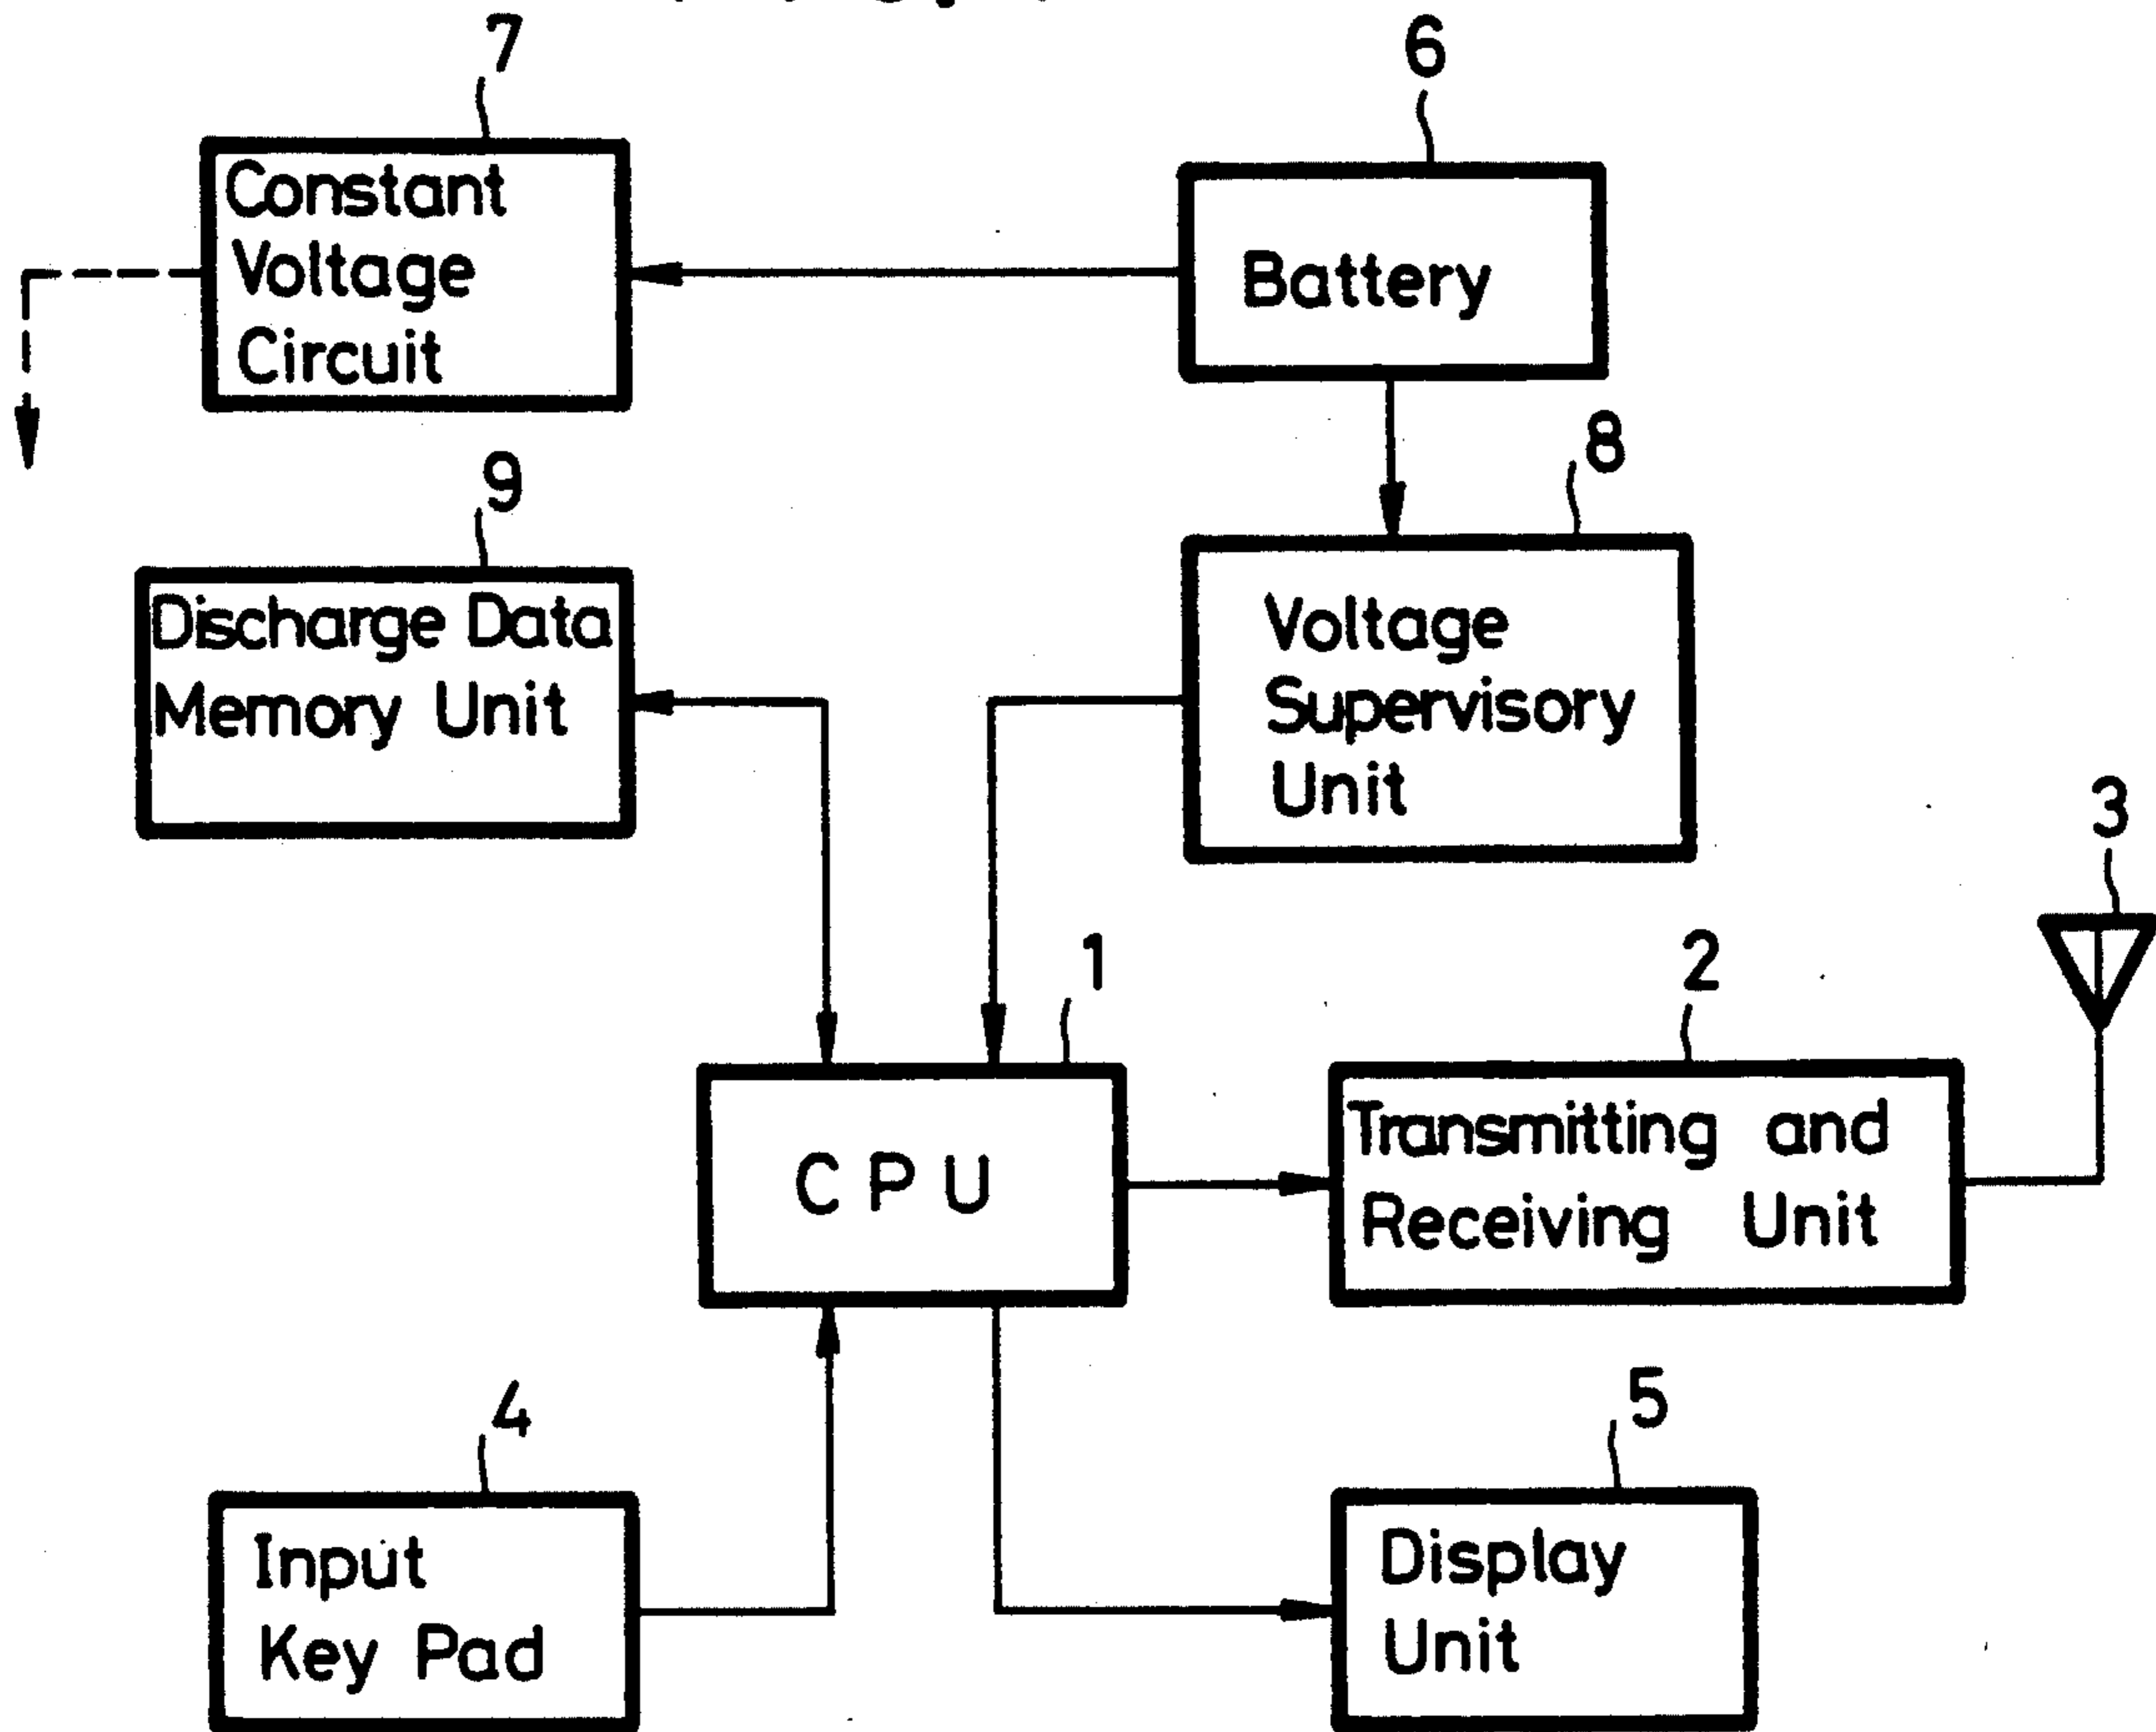 7
6
Constant
Voltage
Circuit
Battery
9
8
Discharge Data
Memory Unit
Voltage
Supervisory
Unit
3
1
2
CPU
Transmitting and
Receiving Unit
4
5
Input
Key Pad
Display
Unit